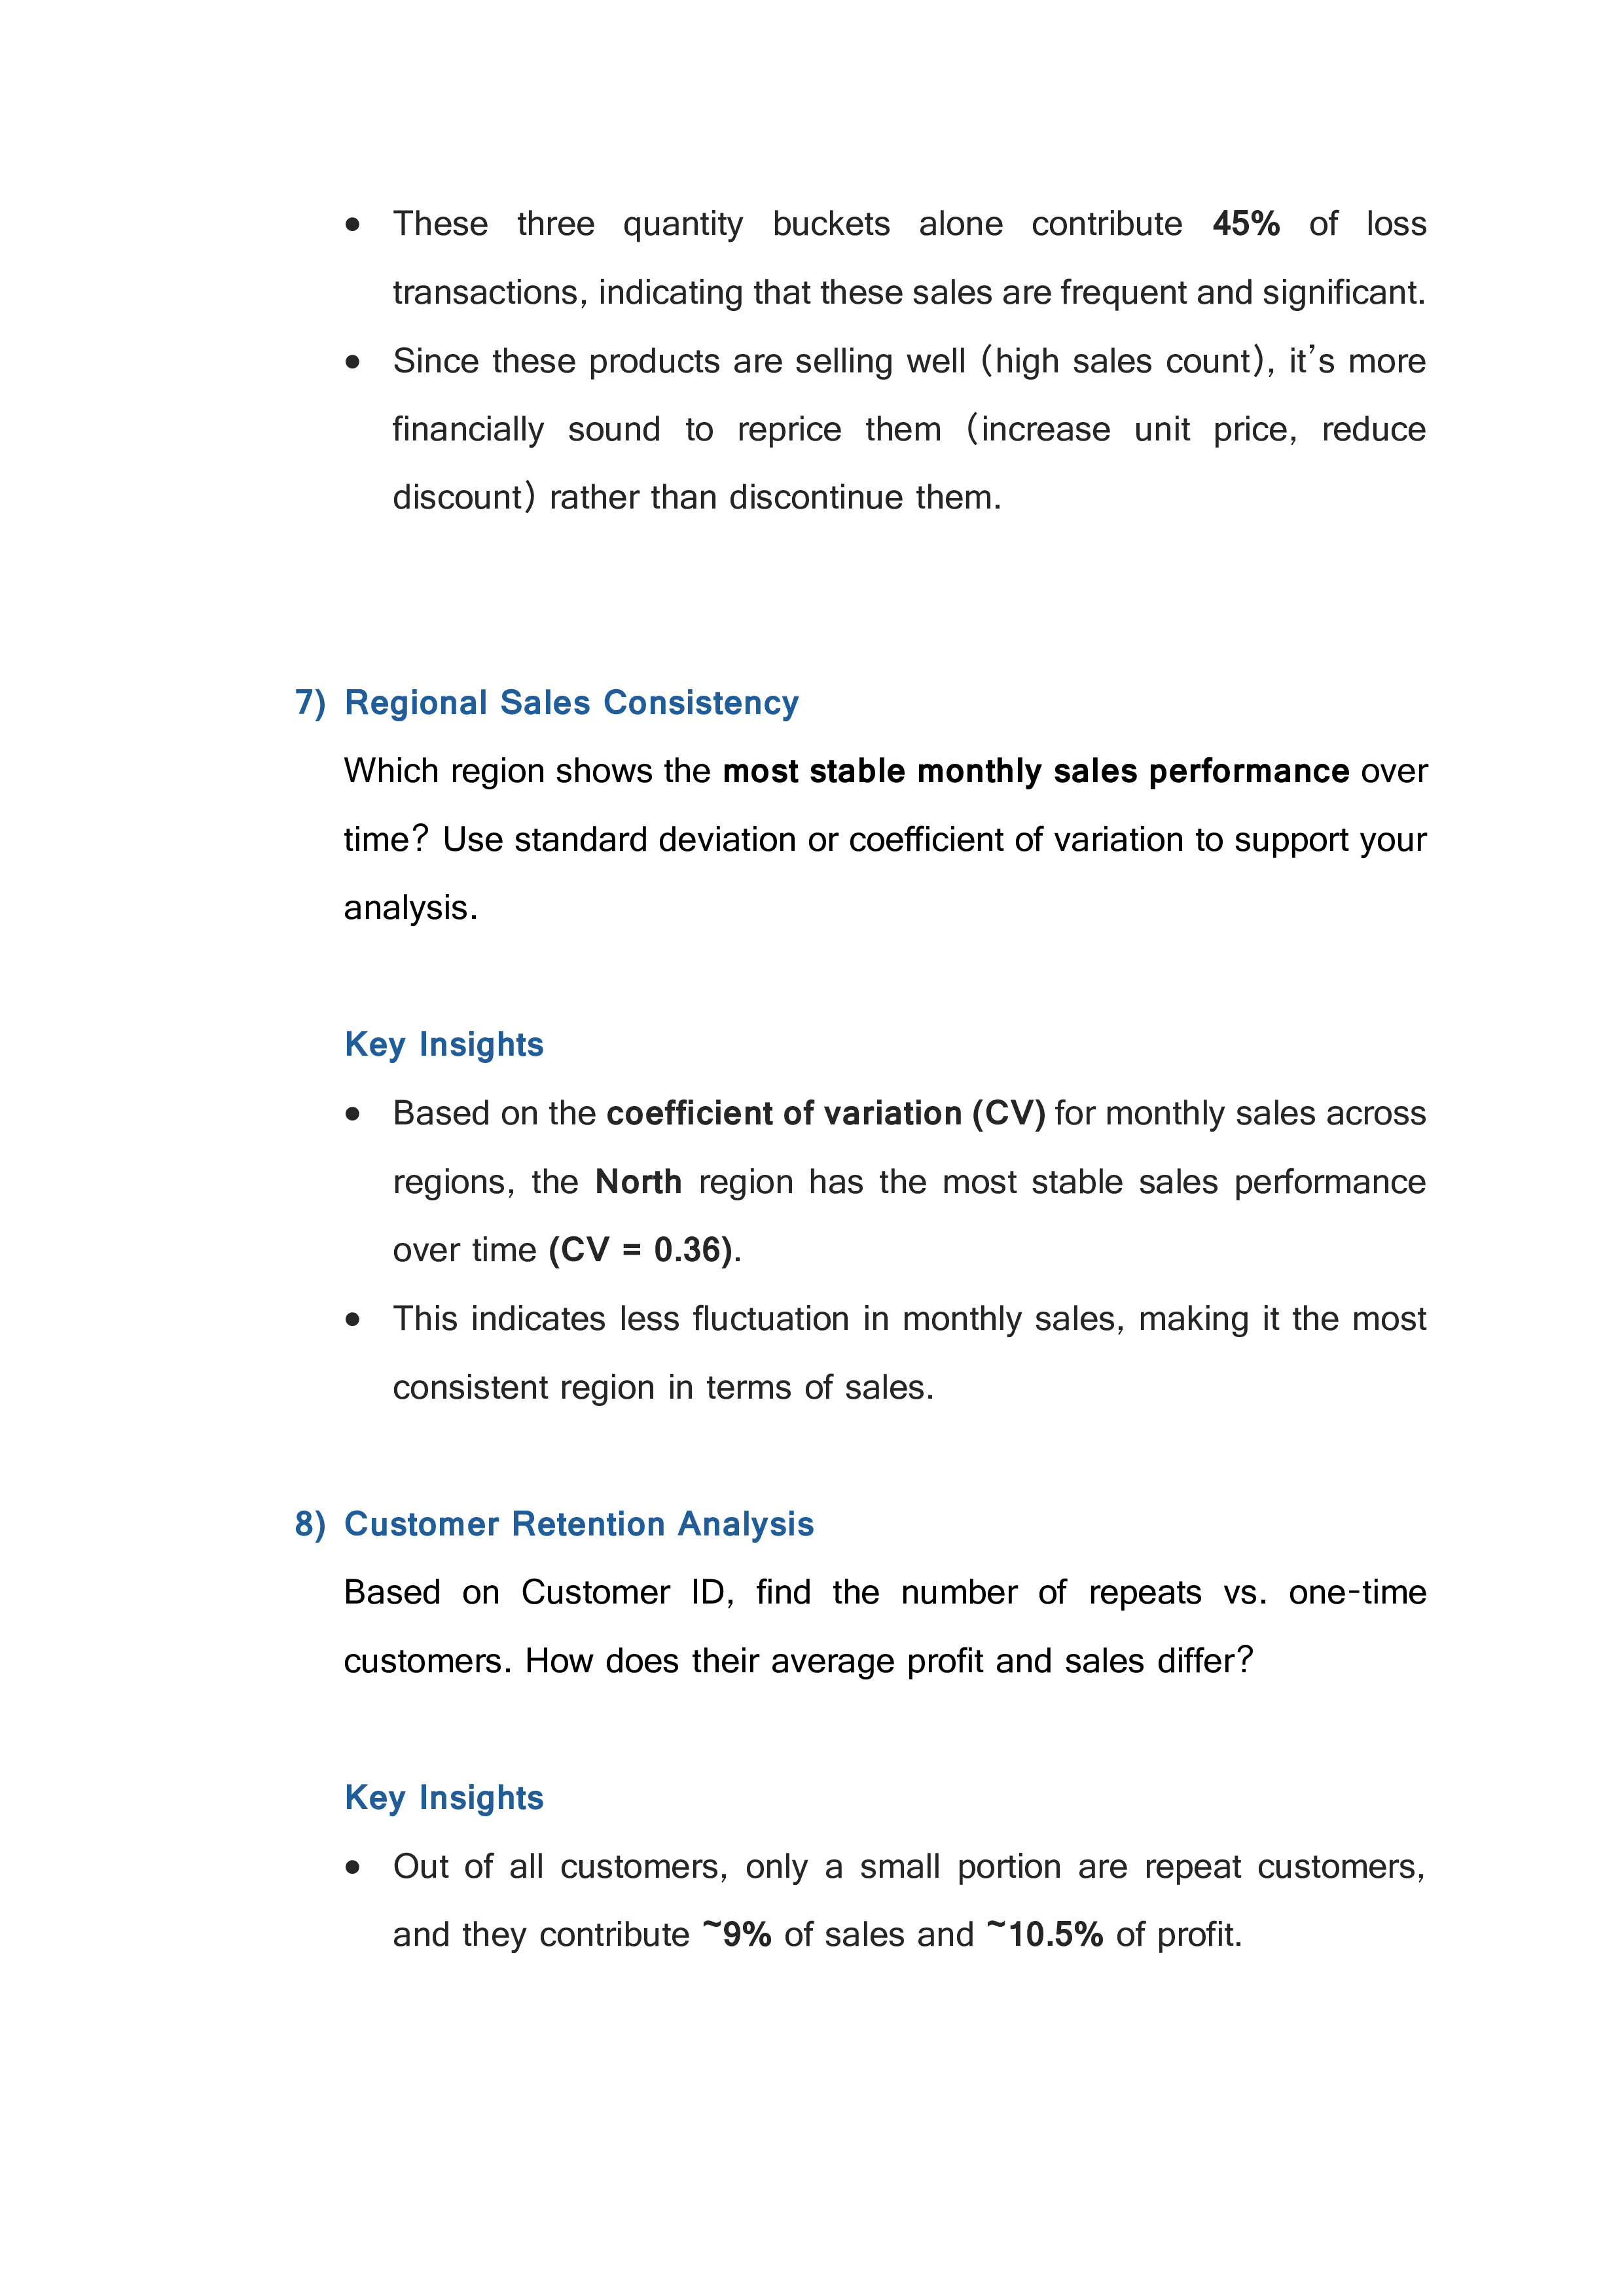 • These three quantity buckets alone contribute 45% of loss
transactions, indicating that these sales are frequent and significant.
• Since these products are selling well (high sales count), it’s more
financially sound to reprice them (increase unit price, reduce
discount) rather than discontinue them.
7) Regional Sales Consistency
Which region shows the most stable monthly sales performance over
time? Use standard deviation or coefficient of variation to support your
analysis.
Key Insights
• Based on the coefficient of variation (CV) for monthly sales across
regions, the North region has the most stable sales performance
over time (CV = 0.36).
• This indicates less fluctuation in monthly sales, making it the most
consistent region in terms of sales.
8) Customer Retention Analysis
Based on Customer ID, find the number of repeats vs. one-time
customers. How does their average profit and sales differ?
Key Insights
• Out of all customers, only a small portion are repeat customers,
and they contribute ~9% of sales and ~10.5% of profit.